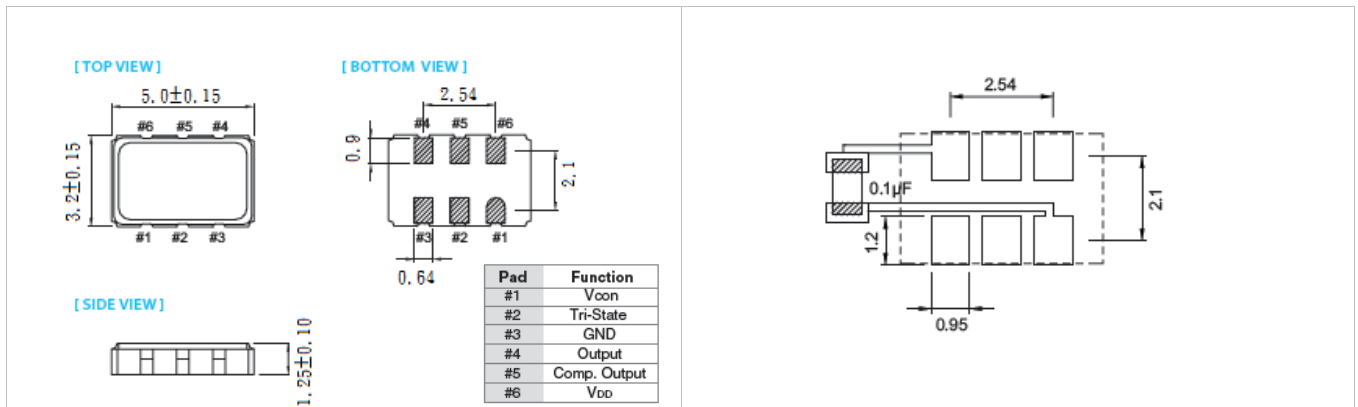 [ TOP VIEW ]
5.0±0.15
#6 #5 #4
3.2±0.15
#1 #2 #3
[ BOTTOM VIEW ]
2.54
#4 #5 #6
0.9
2.1
#3 #2 #1
0.64
[ SIDE VIEW ]
1.25±0.10
Pad Function
#1 Vcon
#2 Tri-State
#3 GND
#4 Output
#5 Comp. Output
#6 VDD
2.54
0.1µF
2.1
1.2
0.95